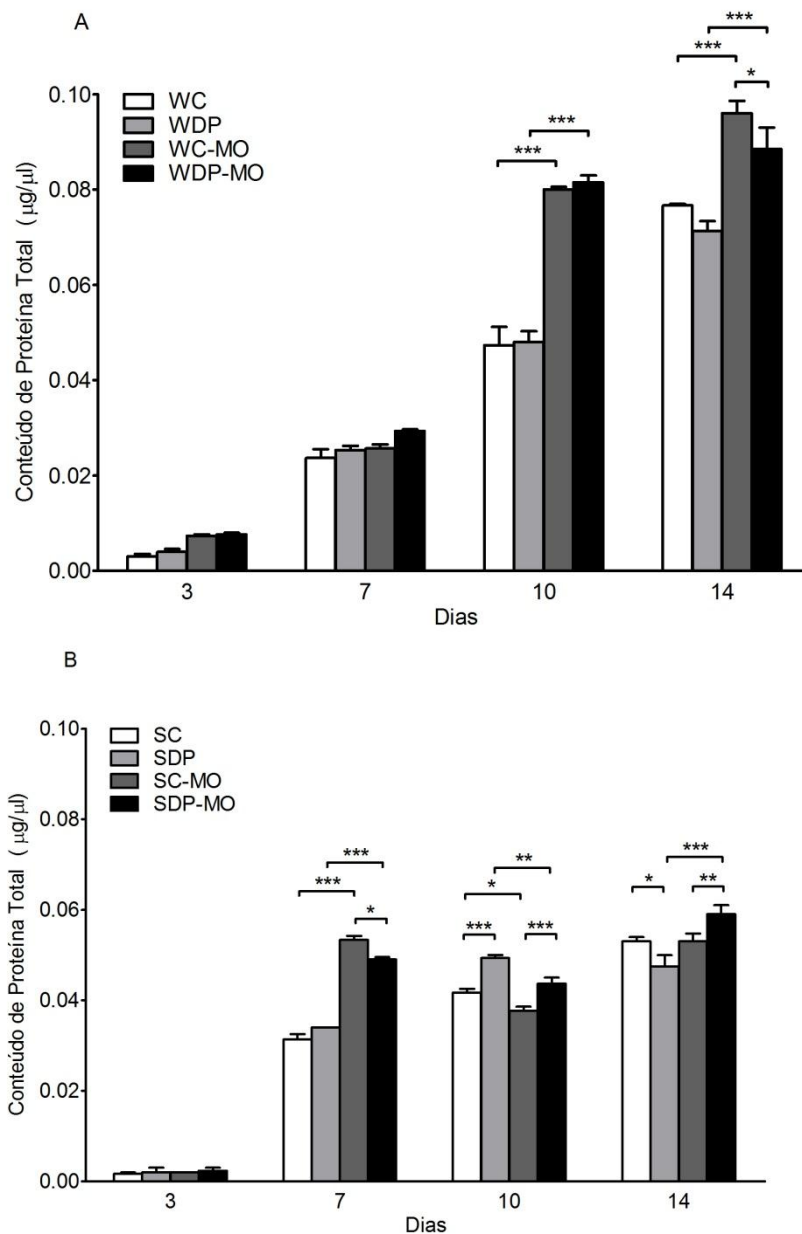 A
WC
WDP
WC-MO
WDP-MO
***
***
*
***
***
Conteúdo de Proteína Total ( µg/µl)
0.10
0.08
0.06
0.04
0.02
0.00
3 7 10 14
Dias
B
SC
SDP
SC-MO
SDP-MO
***
***
*
**
*
*** ***
***
* **
Conteúdo de Proteína Total ( µg/µl)
0.10
0.08
0.06
0.04
0.02
0.00
3 7 10 14
Dias